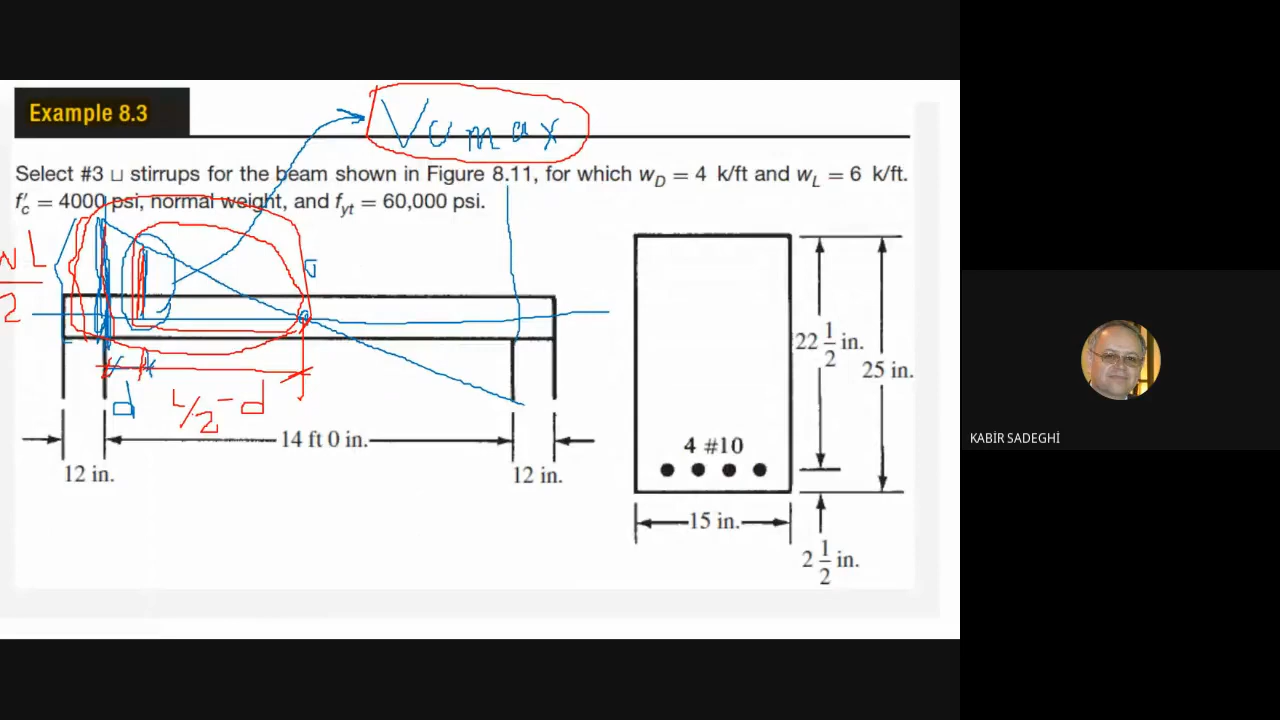 Example 8.3
Vumax
Select #3 ⊔ stirrups for the beam shown in Figure 8.11, for which w_D = 4 k/ft and w_L = 6 k/ft.
f′c = 4000 psi, normal weight, and f_yt = 60,000 psi.
wL/2
d
L/2-d
14 ft 0 in.
12 in.
12 in.
22 1/2 in.
25 in.
4 #10
15 in.
2 1/2 in.
KABİR SADEGHİ